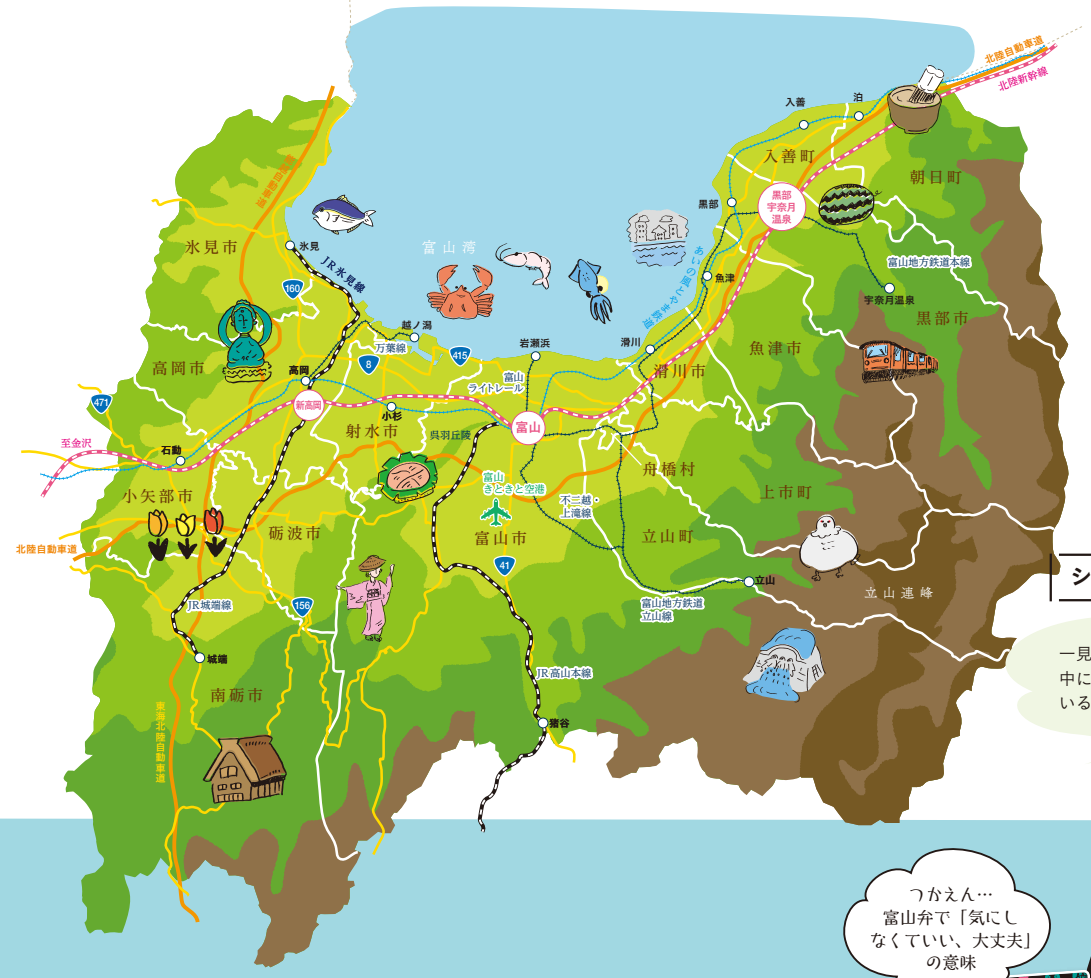 北陸自動車道
北陸新幹線
入善
泊
入善町
朝日町
黒部
宇奈月
温泉
黒部
富山地方鉄道本線
宇奈月温泉
黒部市
魚津
魚津市
あいの風とやま鉄道
滑川
滑川市
富山湾
氷見市
氷見
JR氷見線
160
能越自動車道
高岡市
越ノ潟
万葉線
8
415
岩瀬浜
富山
ライトレール
高岡
新高岡
小杉
射水市
呉羽丘陵
富山
471
至金沢
石動
小矢部市
北陸自動車道
砺波市
富山
きときと空港
富山市
不二越・
上滝線
舟橋村
上市町
立山町
41
立山
立山連峰
富山地方鉄道
立山線
JR城端線
156
城端
南砺市
JR高山本線
猪谷
東海北陸自動車道
シ
一見
中に
いる
つかえん…
富山弁で「気にし
なくていい、大丈夫」
の意味